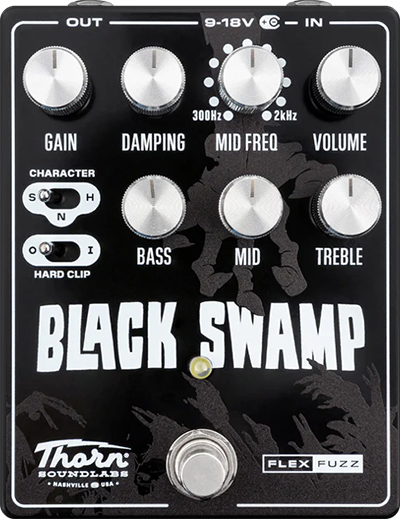 OUT 9-18V IN
300Hz 2kHz
GAIN DAMPING MID FREQ VOLUME
CHARACTER
S H
N
O I
HARD CLIP
BASS MID TREBLE
BLACK SWAMP
Thorn
SOUNDLABS
NASHVILLE USA
FLEX FUZZ